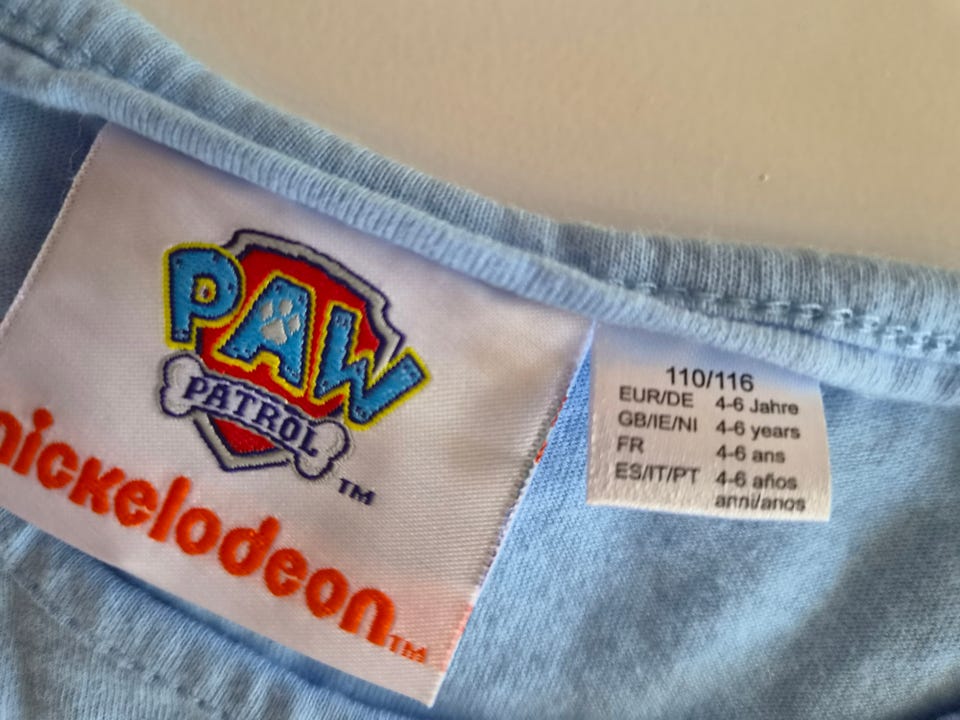 PAW
PATROL
TM
nickelodeon TM
110/116
EUR/DE 4-6 Jahre
GB/IE/NI 4-6 years
FR 4-6 ans
ES/IT/PT 4-6 años
anni/anos